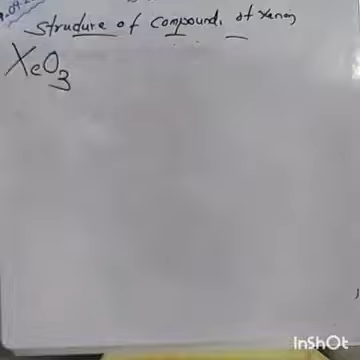 Strudure of compound. of Xenon
XeO3
InShOt